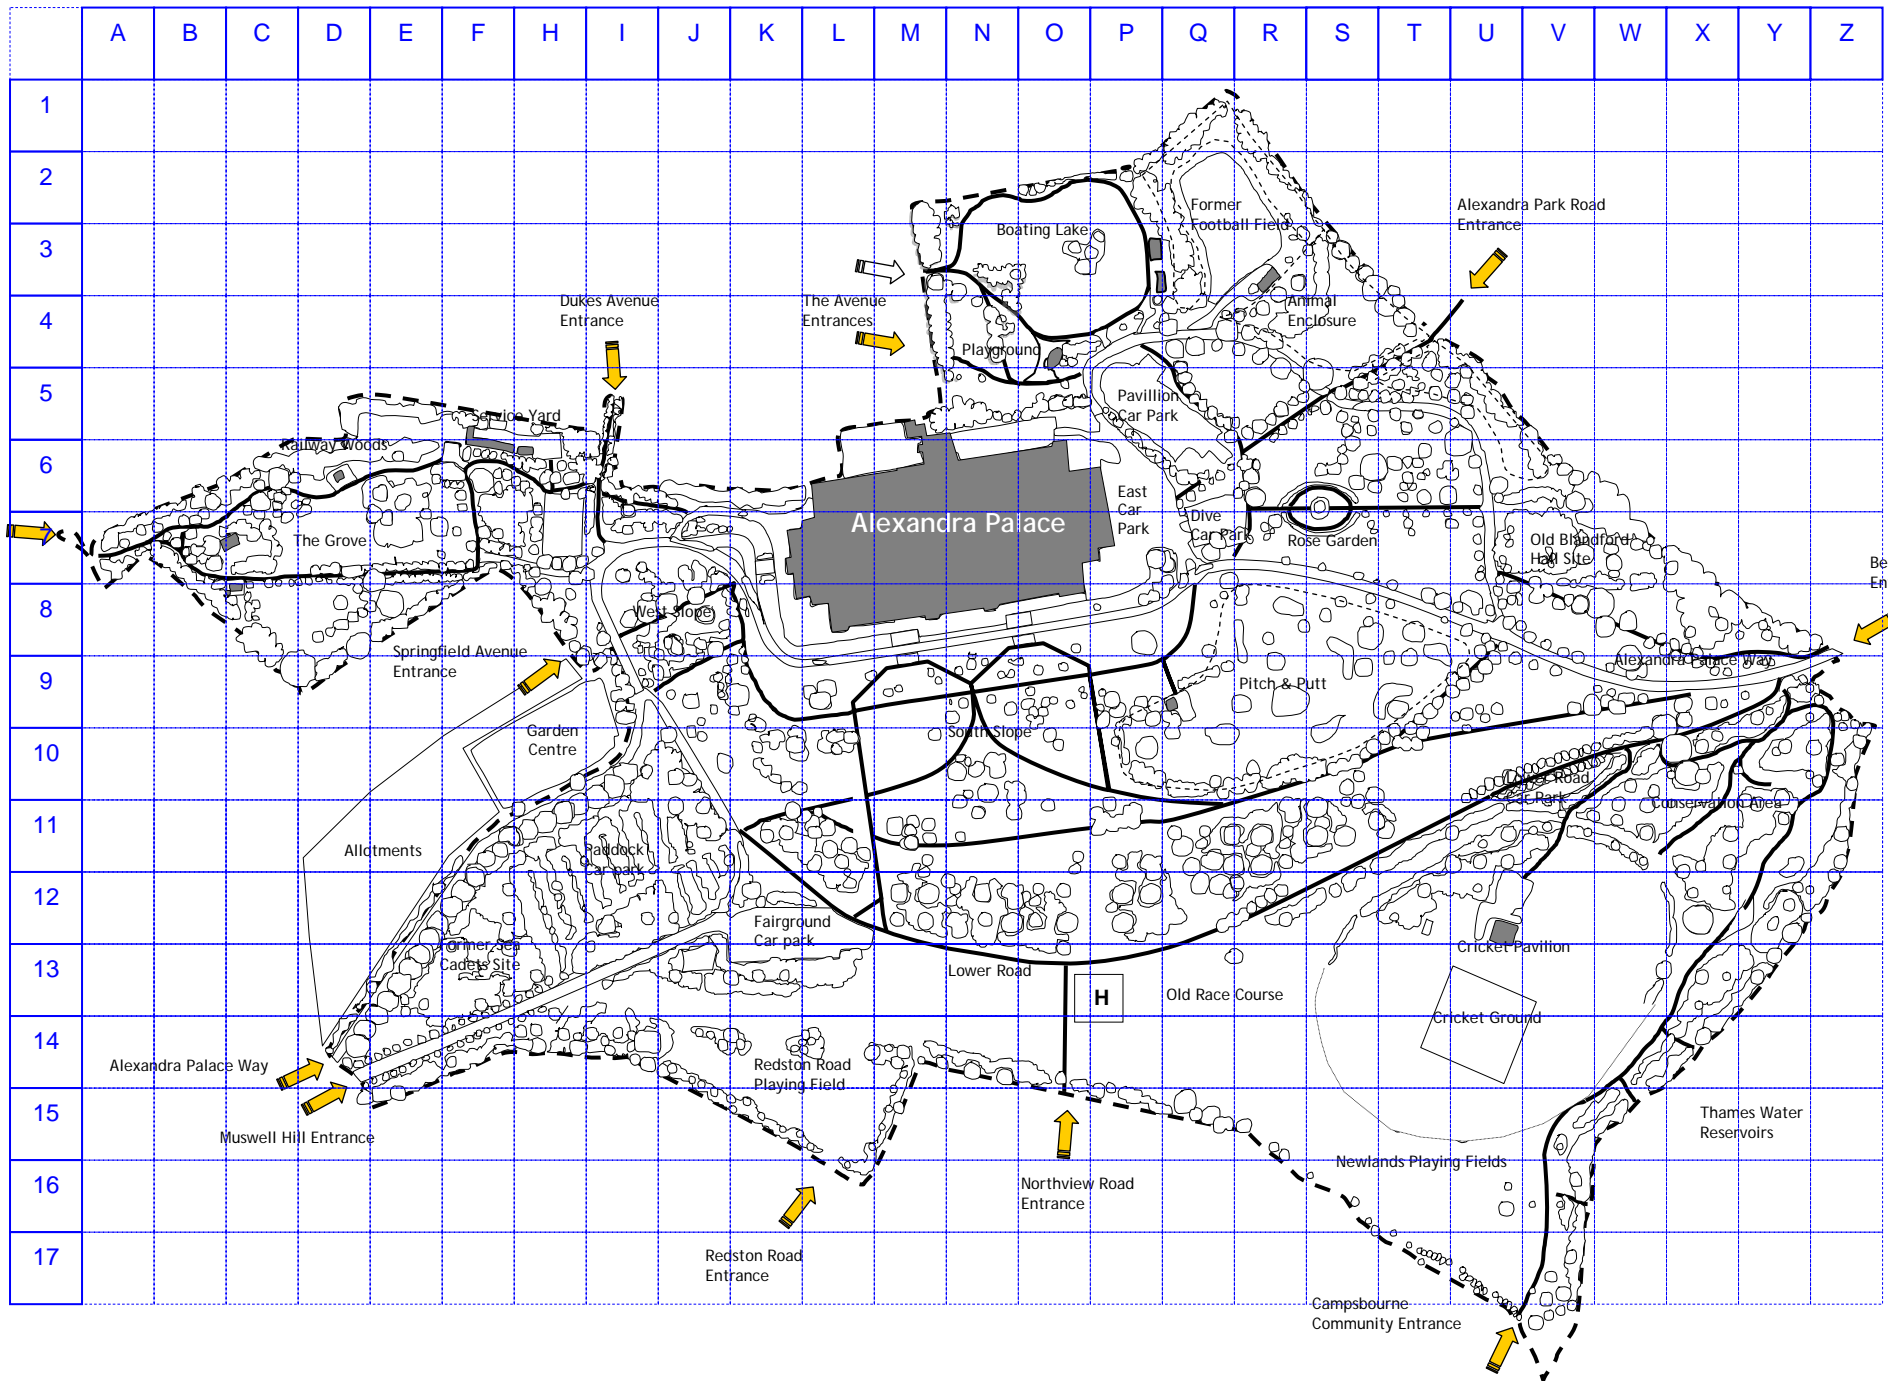 A B C D E F H I J K L M N O P Q R S T U V W X Y Z
1
2
3
4
5
6
7
8
9
10
11
12
13
14
15
16
17
Former
Football Field
Alexandra Park Road
Entrance
Boating Lake
Dukes Avenue
Entrance
The Avenue
Entrances
Animal
Enclosure
Playground
Pavillion
Car Park
Service Yard
Railway Woods
East
Car
Park
Alexandra Palace
Dive
Car Park
The Grove
Rose Garden
Old Blandford
Hall Site
Be
En
West Slope
Springfield Avenue
Entrance
Alexandra Palace Way
Pitch & Putt
Garden
Centre
South Slope
Lower Road
Car Park
Conservation Area
Allotments
Paddock
Car park
Fairground
Car park
Former Sea
Cadets Site
Cricket Pavilion
Lower Road
H
Old Race Course
Cricket Ground
Alexandra Palace Way
Redston Road
Playing Field
Muswell Hill Entrance
Thames Water
Reservoirs
Newlands Playing Fields
Northview Road
Entrance
Redston Road
Entrance
Campsbourne
Community Entrance